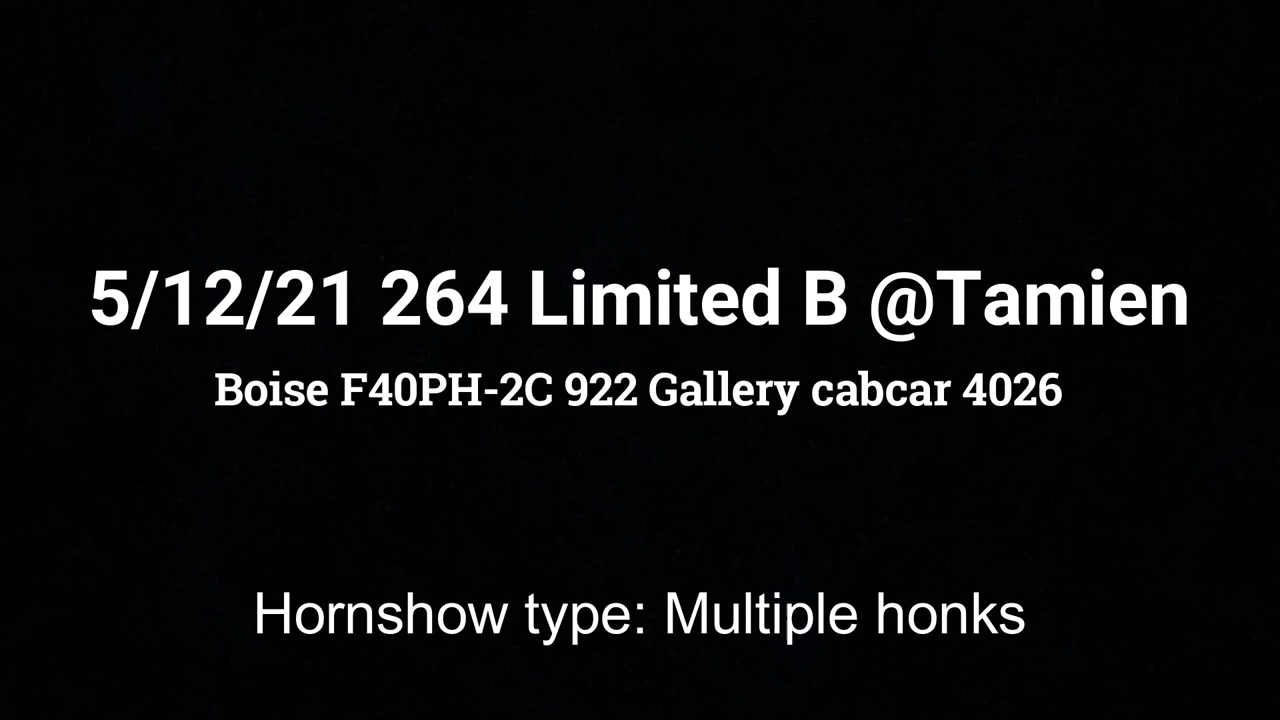 5/12/21 264 Limited B @Tamien
Boise F40PH-2C 922 Gallery cabcar 4026
Hornshow type: Multiple honks